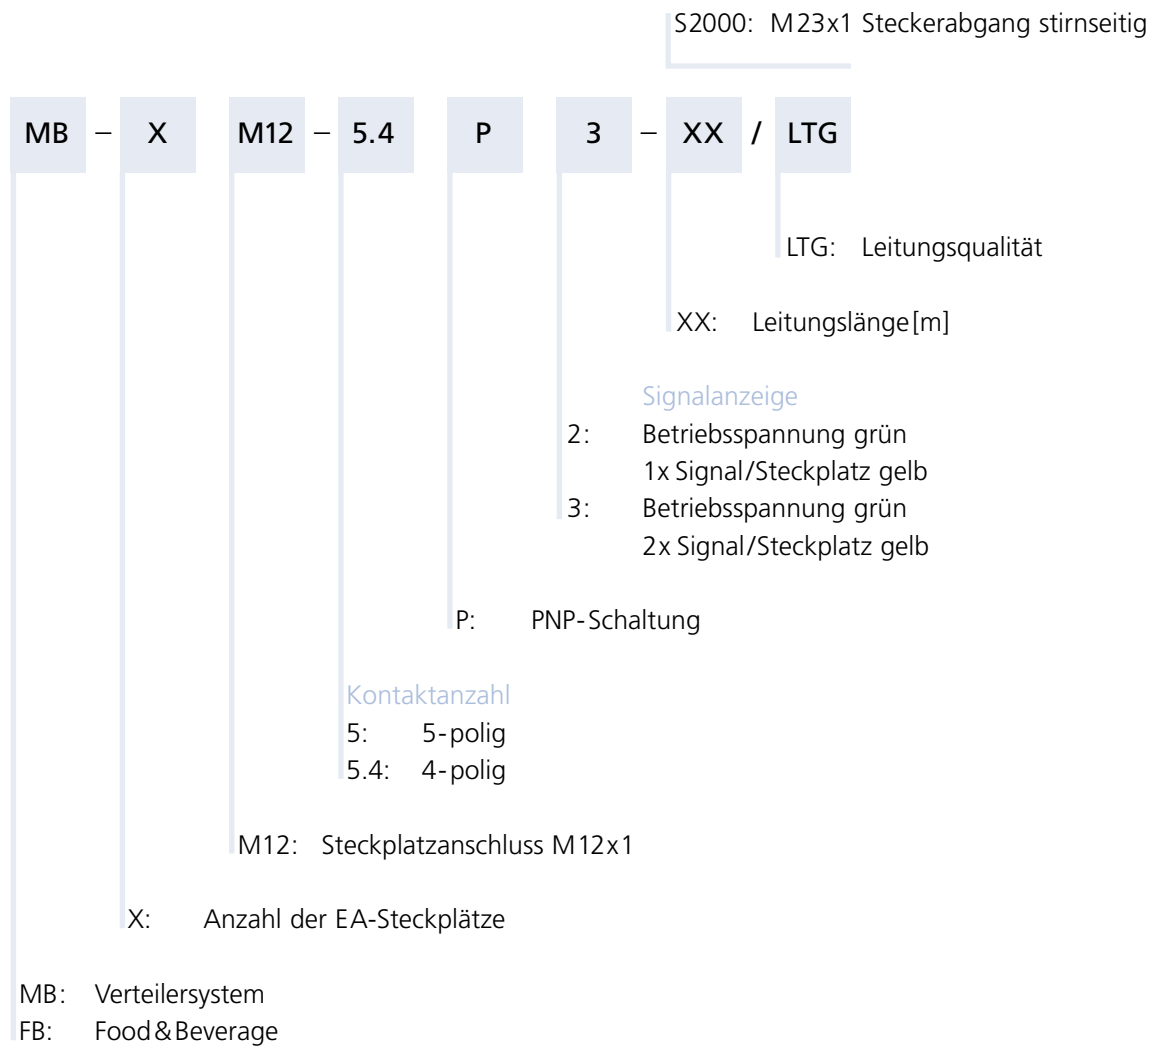 S2000: M23x1 Steckerabgang stirnseitig
MB – X M12 – 5.4 P 3 – XX / LTG
LTG: Leitungsqualität
XX: Leitungslänge [m]
Signalanzeige
2: Betriebsspannung grün
1x Signal/Steckplatz gelb
3: Betriebsspannung grün
2x Signal/Steckplatz gelb
P: PNP-Schaltung
Kontaktanzahl
5: 5-polig
5.4: 4-polig
M12: Steckplatzanschluss M12x1
X: Anzahl der EA-Steckplätze
MB: Verteilersystem
FB: Food & Beverage